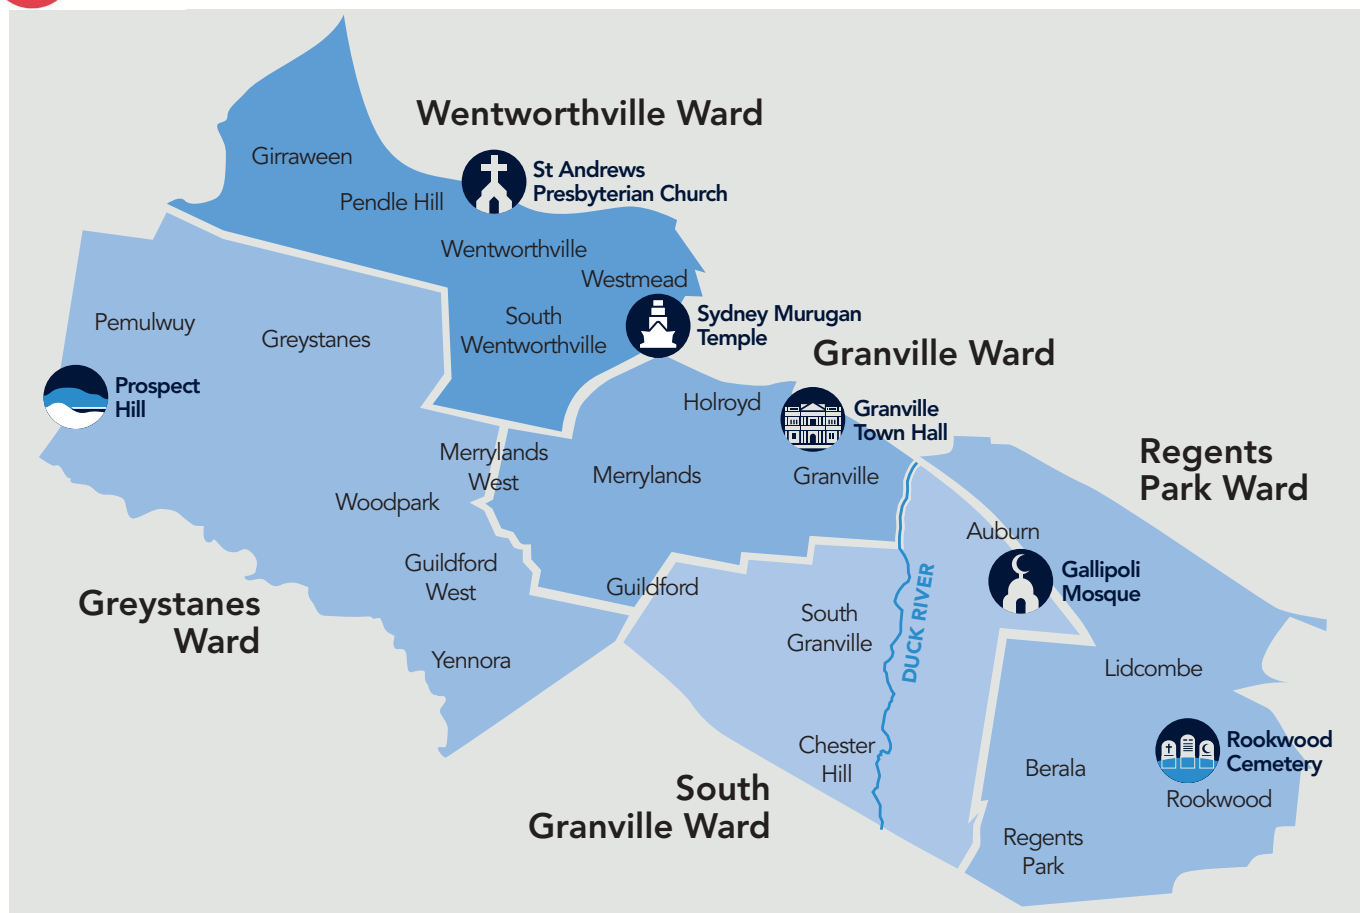 Wentworthville Ward
Girraween
St Andrews
Presbyterian Church
Pendle Hill
Wentworthville
Westmead
South
Wentworthville
Sydney Murugan
Temple
Pemulwuy
Greystanes
Granville Ward
Prospect
Hill
Holroyd
Granville
Town Hall
Merrylands
West
Merrylands
Granville
Regents
Park Ward
Woodpark
Auburn
Guildford
West
Guildford
Gallipoli
Mosque
Greystanes
Ward
South
Granville
DUCK RIVER
Yennora
Lidcombe
Chester
Hill
Rookwood
Cemetery
Berala
Rookwood
South
Granville Ward
Regents
Park